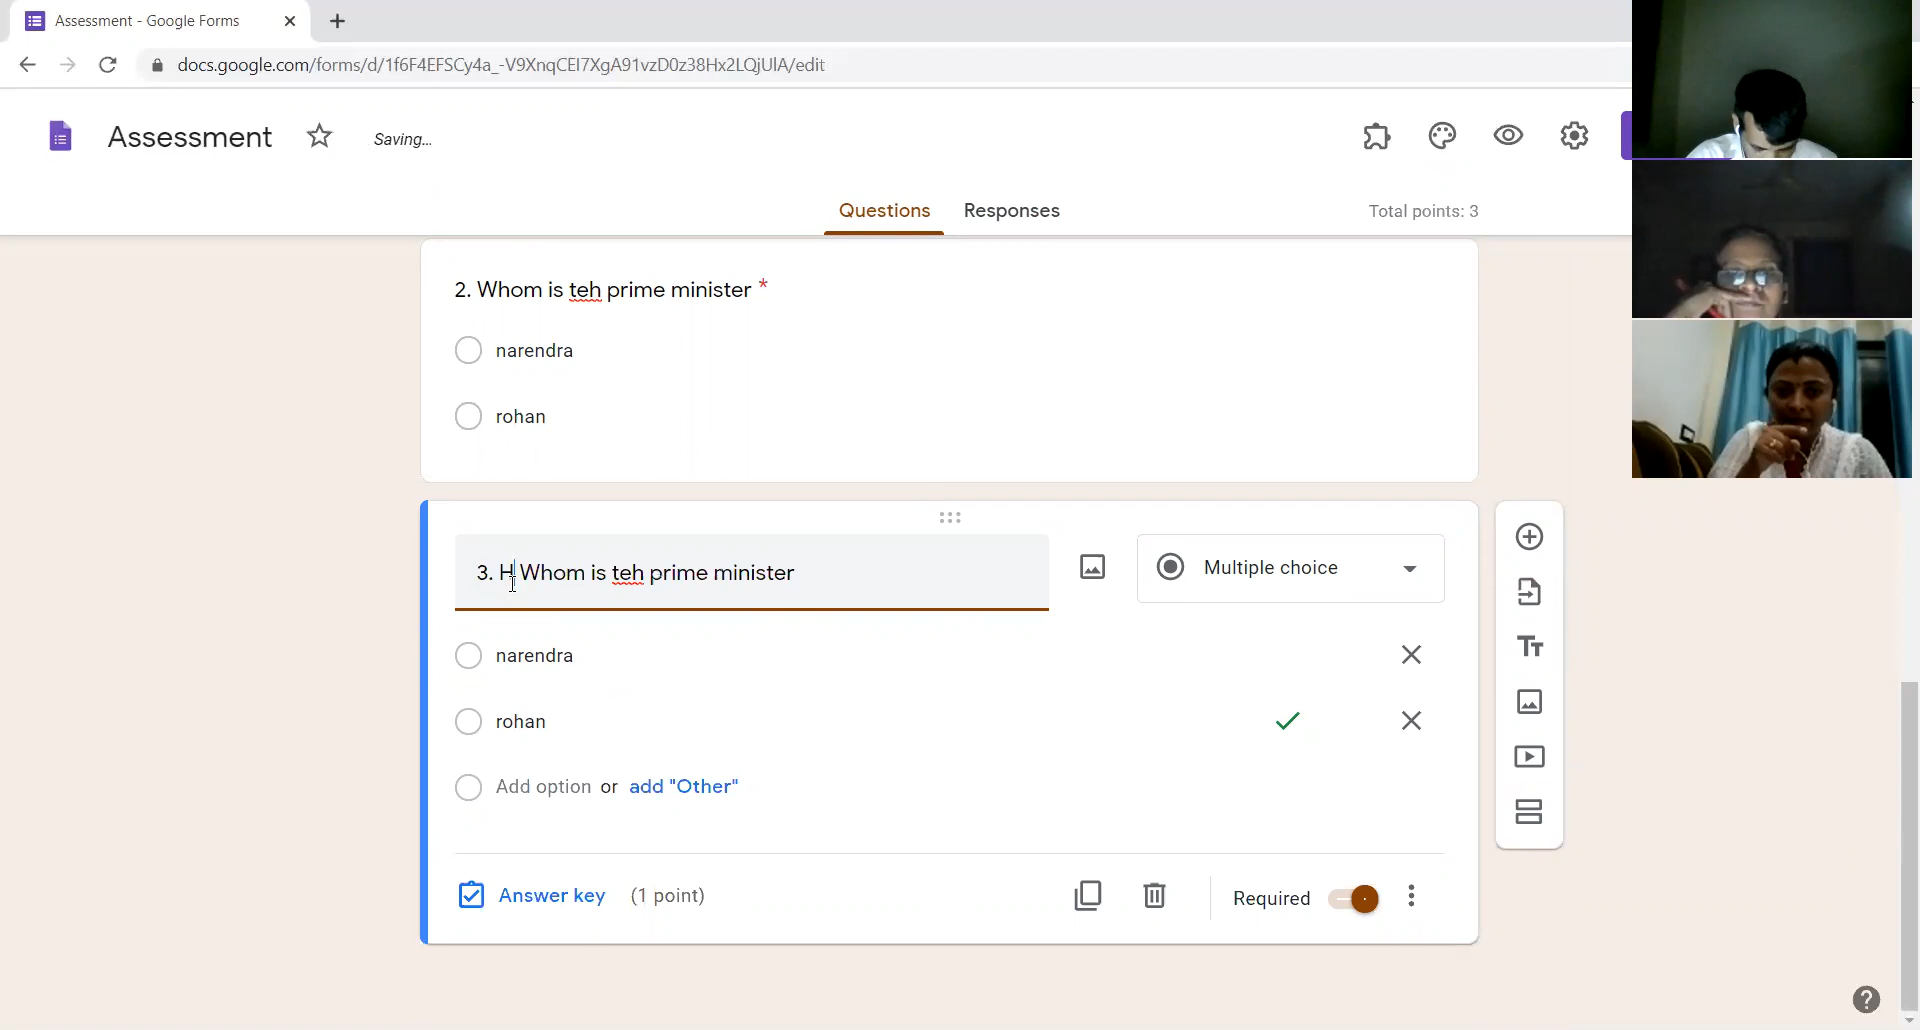 Assessment - Google Forms
docs.google.com/forms/d/1f6F4EFSCy4a_-V9XnqCEI7XgA91vzD0z38Hx2LQjUlA/edit
Assessment
Saving...
Questions
Responses
Total points: 3
2. Whom is teh prime minister *
narendra
rohan
3. H Whom is teh prime minister
Multiple choice
narendra
rohan
Add option or add "Other"
Answer key (1 point)
Required